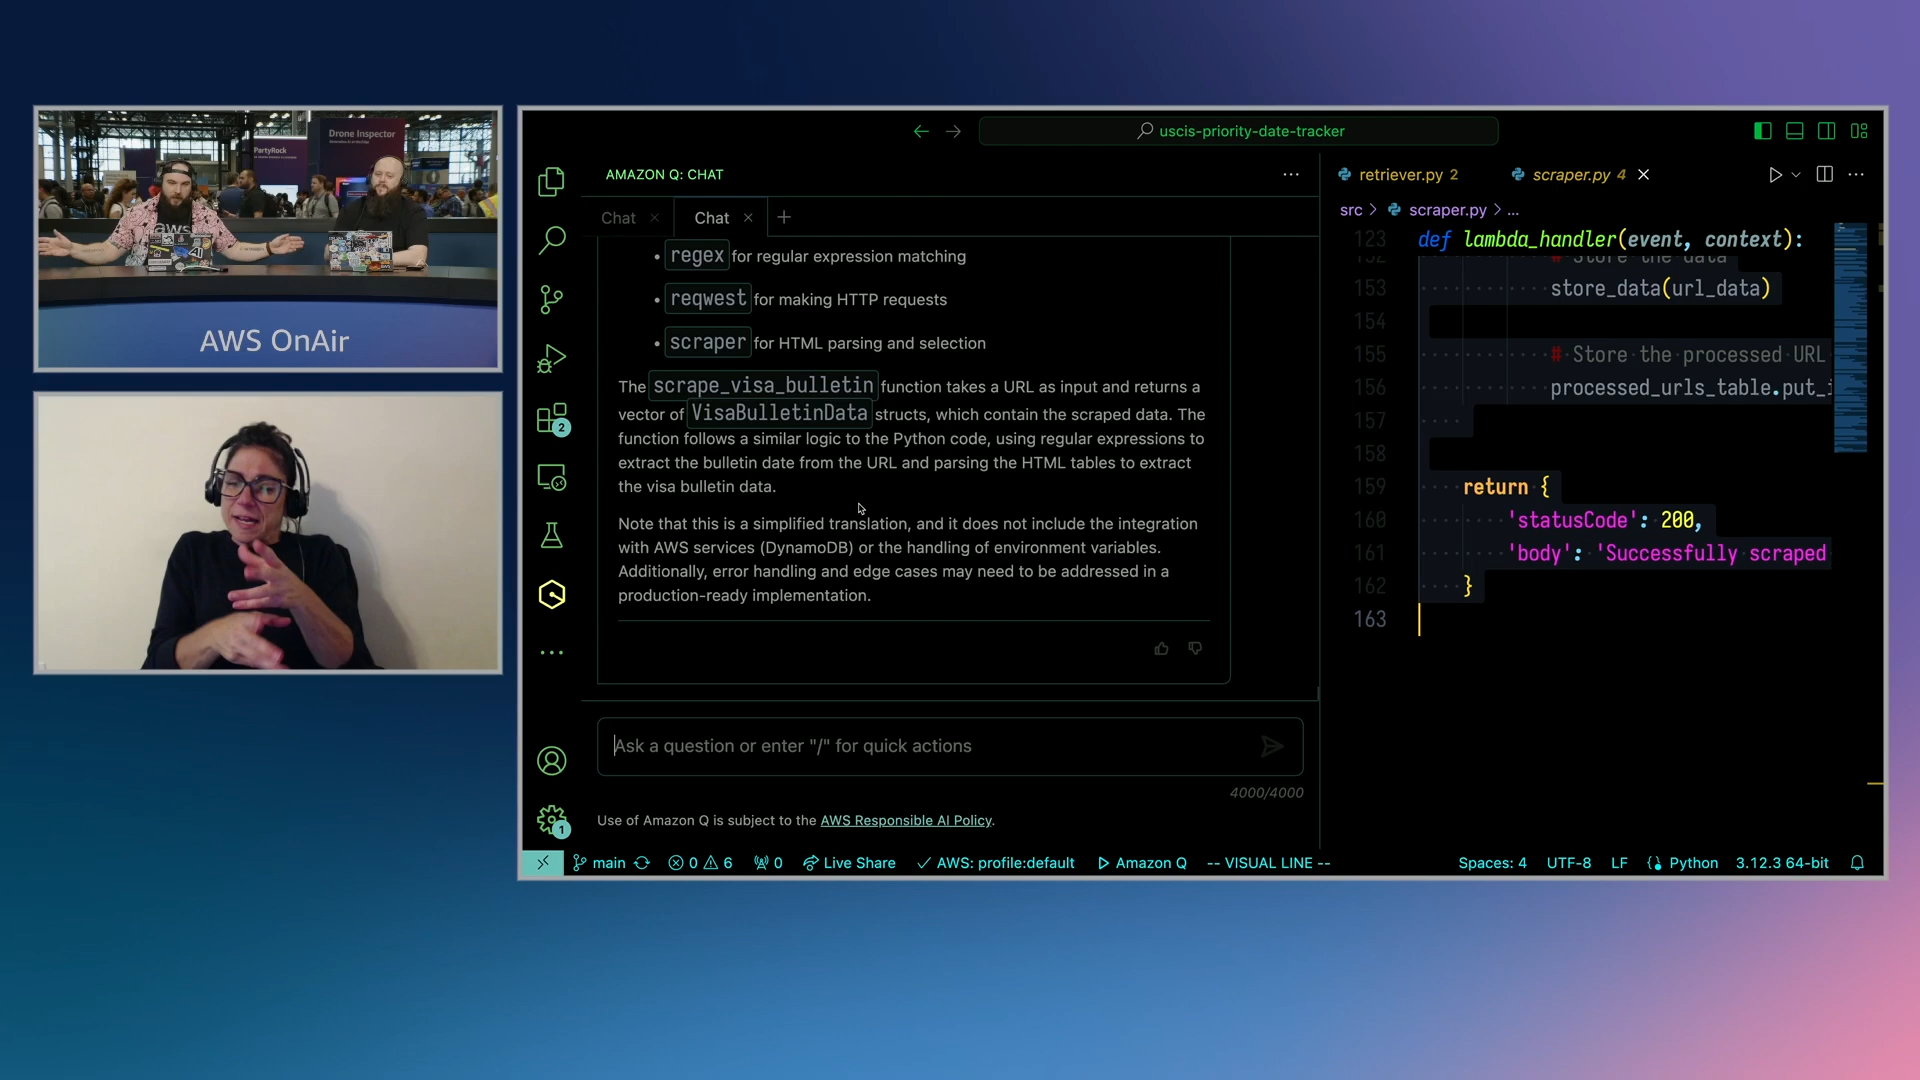 PartyRock
Drone Inspector
aws
AWS OnAir
uscis-priority-date-tracker
AMAZON Q: CHAT
Chat
Chat
regex for regular expression matching
reqwest for making HTTP requests
scraper for HTML parsing and selection
The scrape_visa_bulletin function takes a URL as input and returns a
vector of VisaBulletinData structs, which contain the scraped data. The
function follows a similar logic to the Python code, using regular expressions to
extract the bulletin date from the URL and parsing the HTML tables to extract
the visa bulletin data.
Note that this is a simplified translation, and it does not include the integration
with AWS services (DynamoDB) or the handling of environment variables.
Additionally, error handling and edge cases may need to be addressed in a
production-ready implementation.
Ask a question or enter "/" for quick actions
4000/4000
Use of Amazon Q is subject to the AWS Responsible AI Policy.
2
1
retriever.py 2
scraper.py 4
src > scraper.py > ...
123 def lambda_handler(event, context):
152 # Store the data
153 store_data(url_data)
154
155 # Store the processed URL
156 processed_urls_table.put_i
157
158
159 return {
160 'statusCode': 200,
161 'body': 'Successfully scraped
162 }
163
main 0 6 0 Live Share AWS: profile:default Amazon Q -- VISUAL LINE -- Spaces: 4 UTF-8 LF Python 3.12.3 64-bit